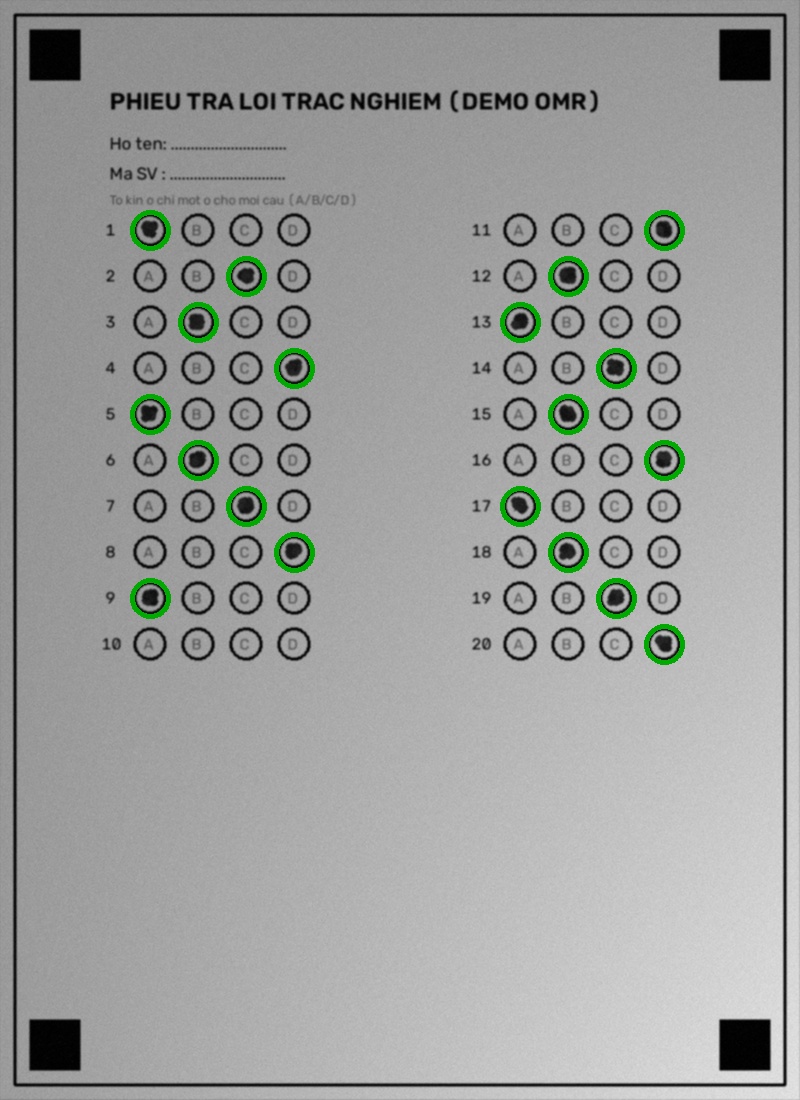 PHIEU TRA LOI TRAC NGHIEM (DEMO OMR)
Ho ten: ............................
Ma SV : ............................
To kin o chi mot o cho moi cau (A/B/C/D)
1 B C D
2 A B D
3 A C D
4 A B C
5 B C D
6 A C D
7 A B D
8 A B C
9 B C D
10 A B C D
11 A B C
12 A C D
13 B C D
14 A B D
15 A C D
16 A B C
17 B C D
18 A C D
19 A B D
20 A B C